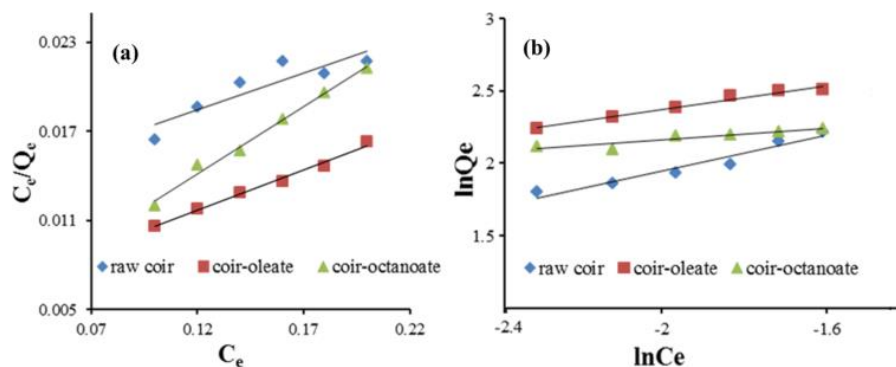 (a)
0.023
0.017
0.011
0.005
Cₑ/Qₑ
raw coir
coir-oleate
coir-octanoate
0.07
0.12
0.17
0.22
Cₑ
(b)
3
2.5
2
1.5
lnQe
raw coir
coir-oleate
coir-octanoate
-2.4
-2
-1.6
lnCe